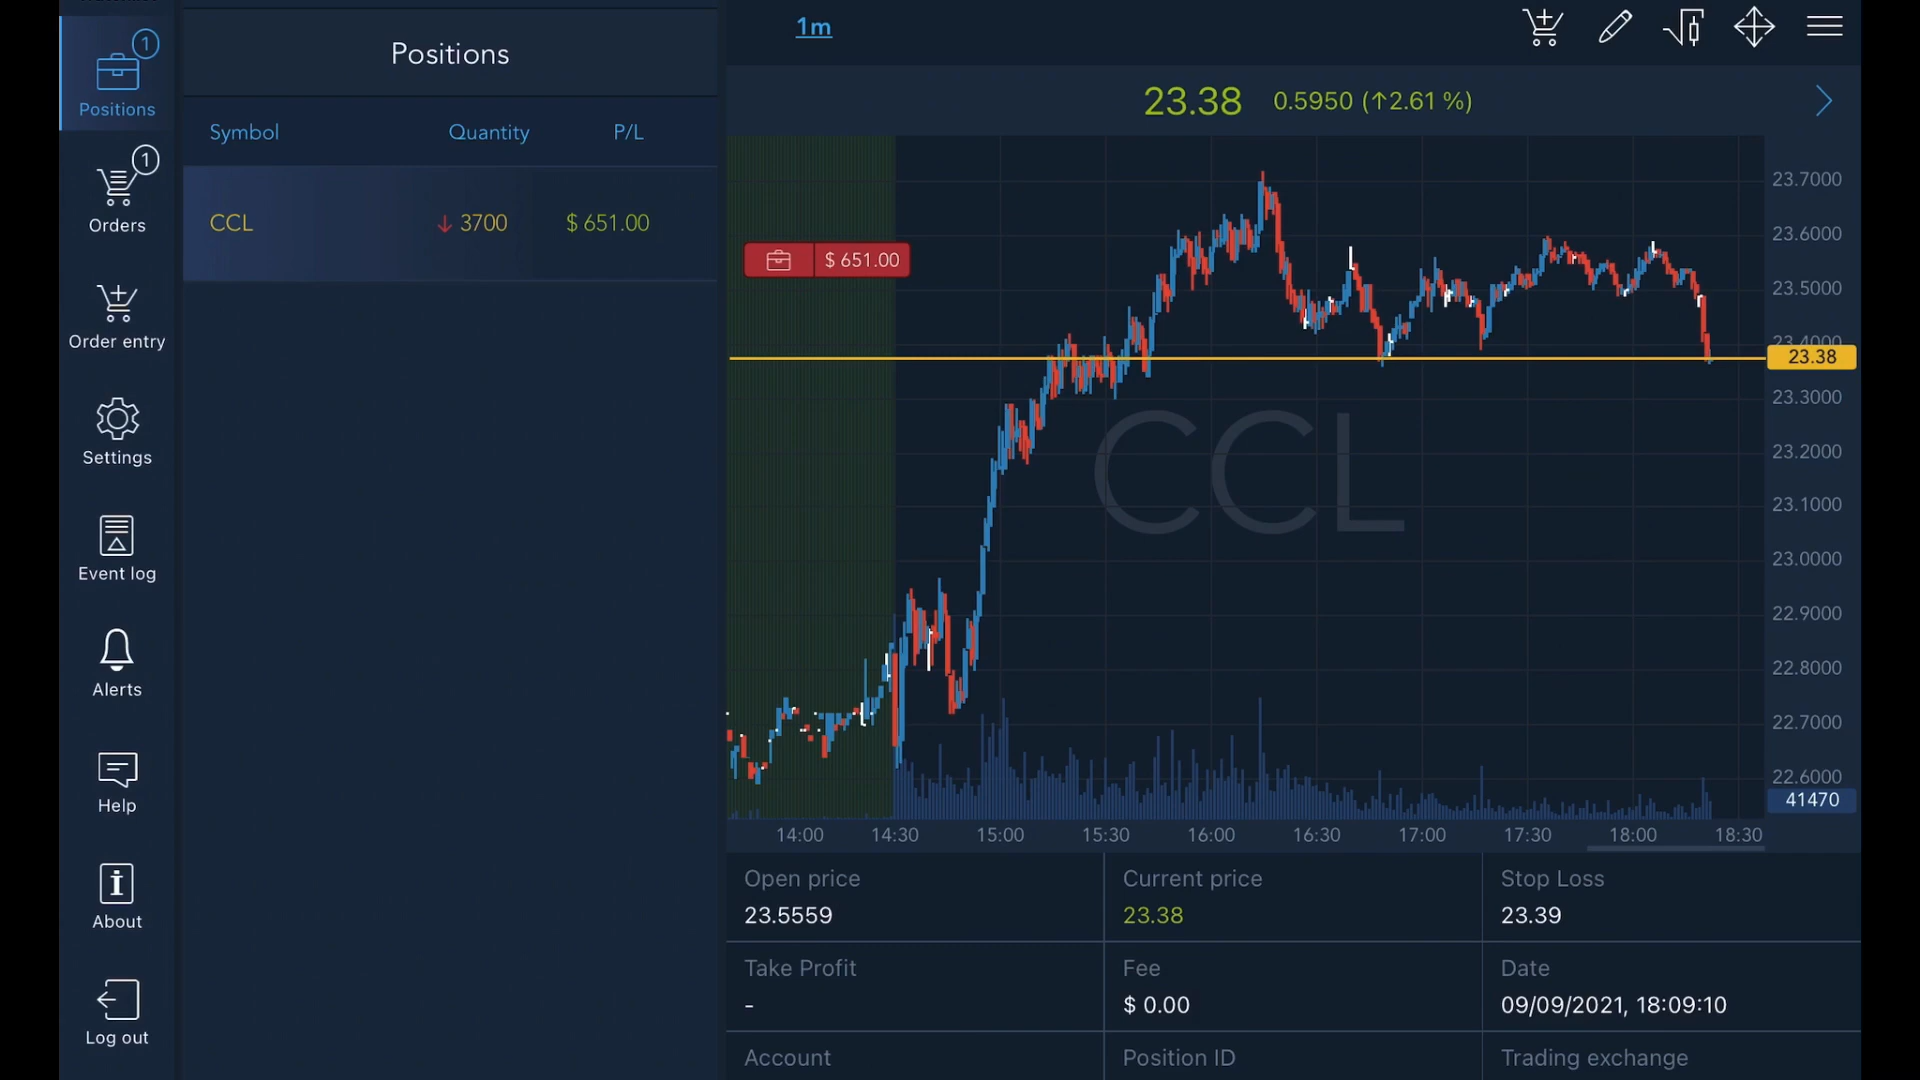 1
Positions
1
Orders
Order entry
Settings
Event log
Alerts
Help
About
Log out
Positions
Symbol Quantity P/L
CCL 3700 $ 651.00
1m
23.38 0.5950 (↑2.61 %)
$ 651.00
CCL
23.7000
23.6000
23.5000
23.4000
23.38
23.3000
23.2000
23.1000
23.0000
22.9000
22.8000
22.7000
22.6000
41470
14:00 14:30 15:00 15:30 16:00 16:30 17:00 17:30 18:00 18:30
Open price Current price Stop Loss
23.5559 23.38 23.39
Take Profit Fee Date
- $ 0.00 09/09/2021, 18:09:10
Account Position ID Trading exchange